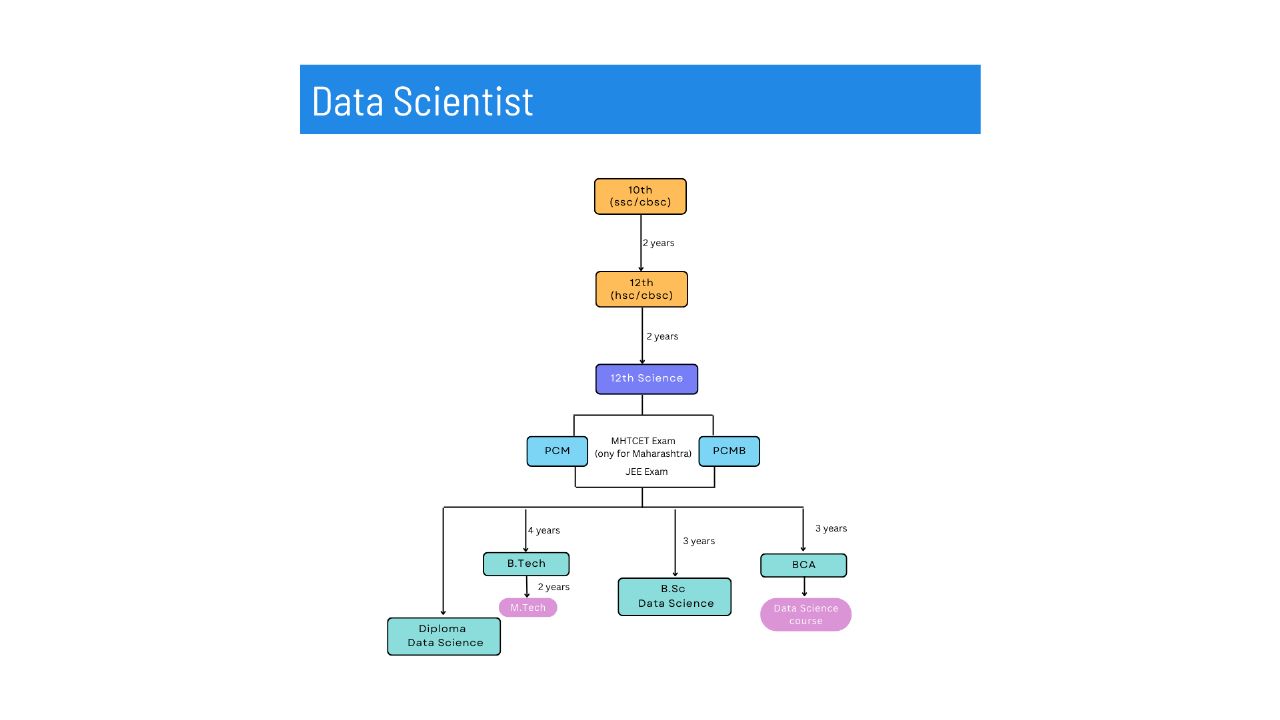 Data Scientist
10th
(ssc/cbsc)
2 years
12th
(hsc/cbsc)
2 years
12th Science
PCM
MHTCET Exam
(ony for Maharashtra)
JEE Exam
PCMB
4 years
3 years
3 years
B.Tech
BCA
2 years
B.Sc
Data Science
M.Tech
Data Science
course
Diploma
Data Science